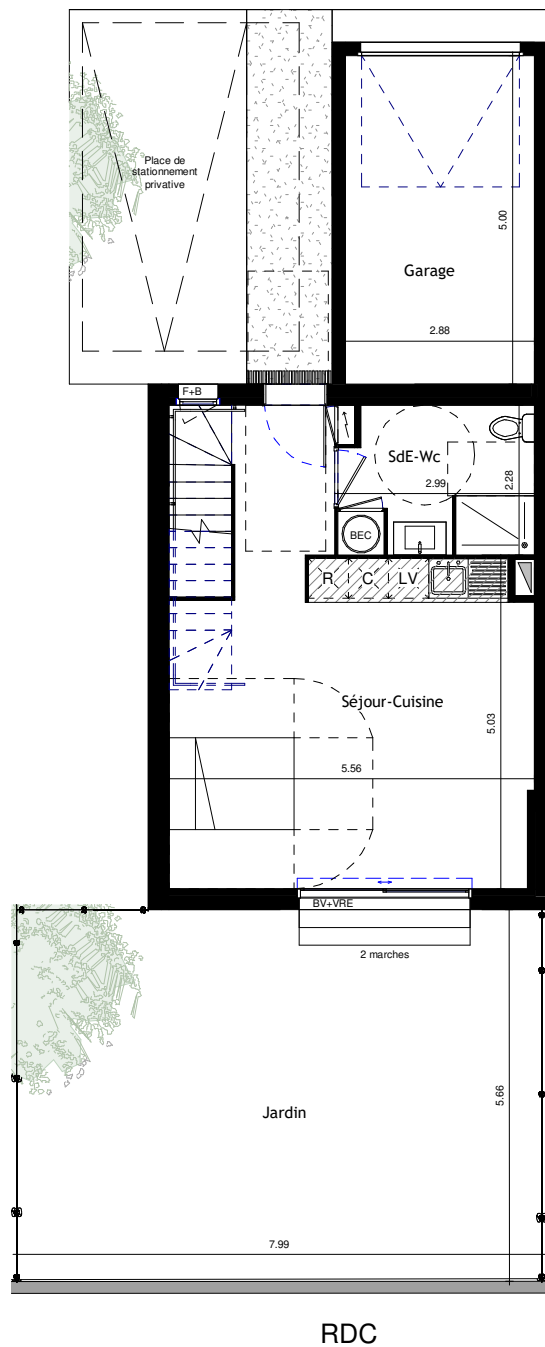 Place de
stationnement
privative
5.00
Garage
2.88
F+B
SdE-Wc
2.99
2.28
BEC
R
C
LV
Séjour-Cuisine
5.03
5.56
BV+VRE
2 marches
Jardin
5.66
7.99
RDC